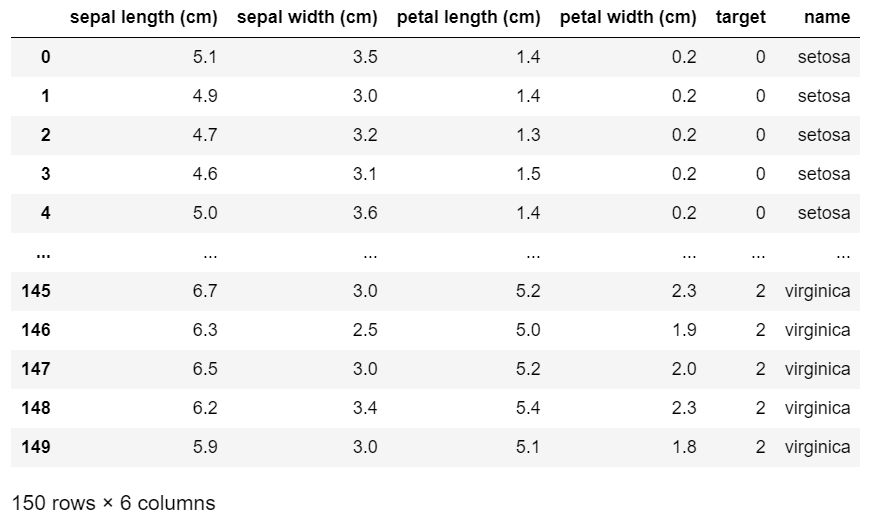 sepal length (cm) sepal width (cm) petal length (cm) petal width (cm) target name
0 5.1 3.5 1.4 0.2 0 setosa
1 4.9 3.0 1.4 0.2 0 setosa
2 4.7 3.2 1.3 0.2 0 setosa
3 4.6 3.1 1.5 0.2 0 setosa
4 5.0 3.6 1.4 0.2 0 setosa
... ... ... ... ... ... ...
145 6.7 3.0 5.2 2.3 2 virginica
146 6.3 2.5 5.0 1.9 2 virginica
147 6.5 3.0 5.2 2.0 2 virginica
148 6.2 3.4 5.4 2.3 2 virginica
149 5.9 3.0 5.1 1.8 2 virginica
150 rows × 6 columns